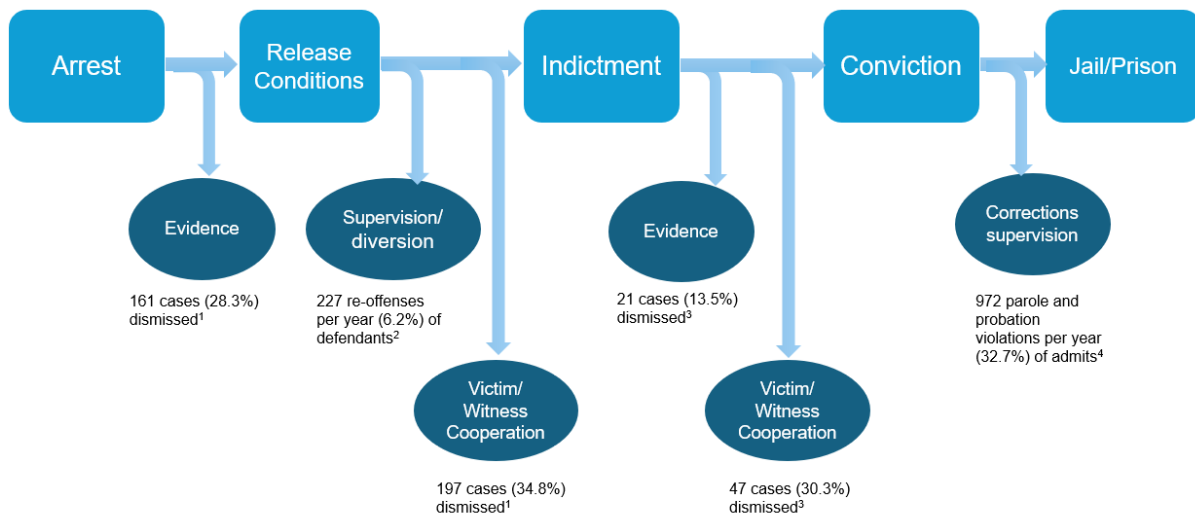 Arrest
Release
Conditions
Indictment
Conviction
Jail/Prison
Evidence
161 cases (28.3%)
dismissed¹
Supervision/
diversion
227 re-offenses
per year (6.2%) of
defendants²
Victim/
Witness
Cooperation
197 cases (34.8%)
dismissed¹
Evidence
21 cases (13.5%)
dismissed³
Victim/
Witness
Cooperation
47 cases (30.3%)
dismissed³
Corrections
supervision
972 parole and
probation
violations per year
(32.7%) of admits⁴